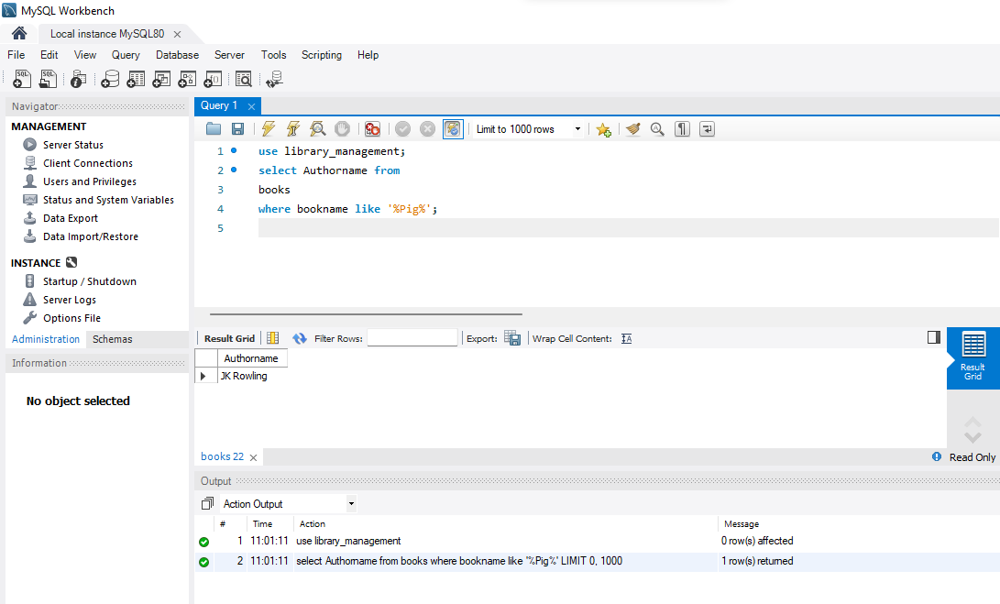 MySQL Workbench
Local instance MySQL80
File Edit View Query Database Server Tools Scripting Help
Navigator
MANAGEMENT
Server Status
Client Connections
Users and Privileges
Status and System Variables
Data Export
Data Import/Restore
INSTANCE
Startup / Shutdown
Server Logs
Options File
Administration Schemas
Information
No object selected
Query 1
Limit to 1000 rows
1 use library_management;
2 select Authorname from
3 books
4 where bookname like '%Pig%';
5
Result Grid Filter Rows: Export: Wrap Cell Content:
Authorname
JK Rowling
Result
Grid
books 22 Read Only
Output
Action Output
# Time Action Message
1 11:01:11 use library_management 0 row(s) affected
2 11:01:11 select Authorname from books where bookname like '%Pig%' LIMIT 0, 1000 1 row(s) returned